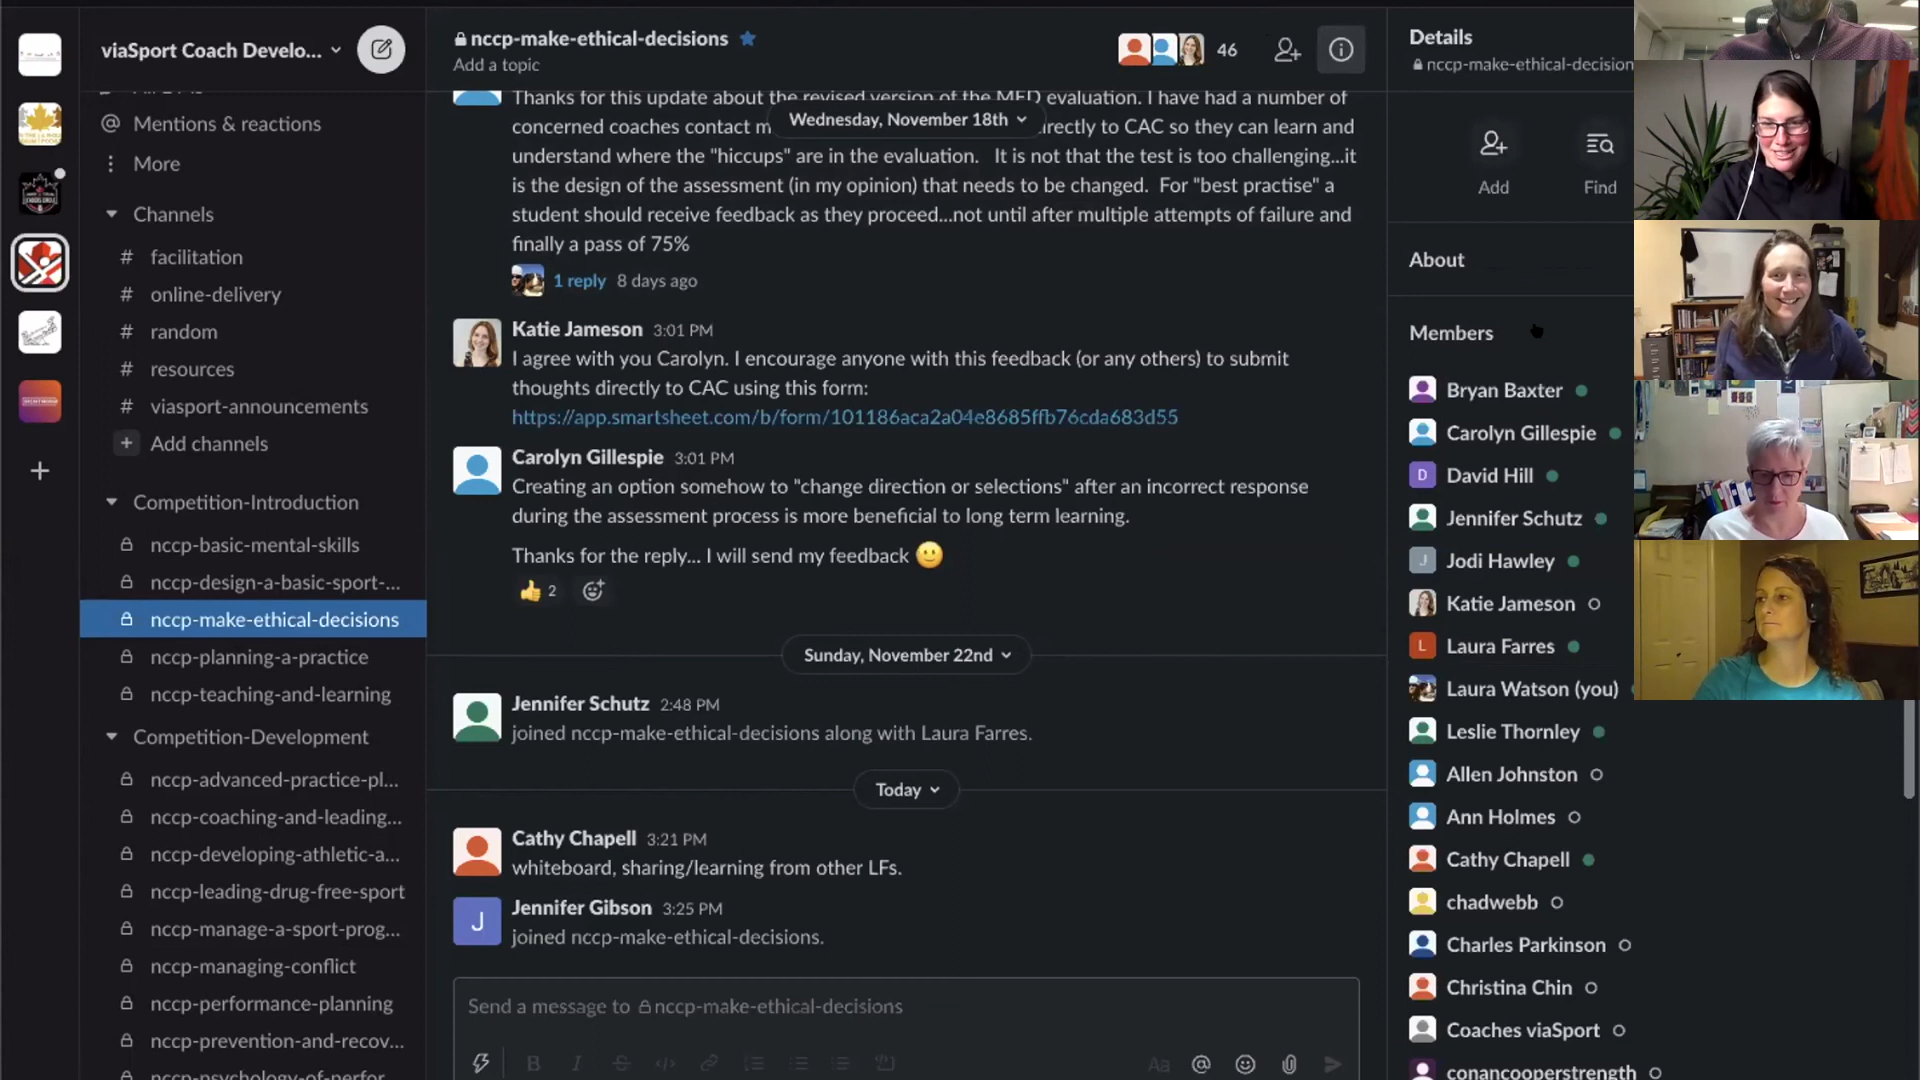 viaSport Coach Develo...
Mentions & reactions
More
Channels
# facilitation
# online-delivery
# random
# resources
# viasport-announcements
+ Add channels
Competition-Introduction
nccp-basic-mental-skills
nccp-design-a-basic-sport-...
nccp-make-ethical-decisions
nccp-planning-a-practice
nccp-teaching-and-learning
Competition-Development
nccp-advanced-practice-pl...
nccp-coaching-and-leading...
nccp-developing-athletic-a...
nccp-leading-drug-free-sport
nccp-manage-a-sport-prog...
nccp-managing-conflict
nccp-performance-planning
nccp-prevention-and-recov...
nccp-psychology-of-perfor
nccp-make-ethical-decisions
Add a topic
46
Thanks for this update about the revised version of the MED evaluation. I have had a number of
Wednesday, November 18th
concerned coaches contact m directly to CAC so they can learn and
understand where the "hiccups" are in the evaluation. It is not that the test is too challenging...it
is the design of the assessment (in my opinion) that needs to be changed. For "best practise" a
student should receive feedback as they proceed...not until after multiple attempts of failure and
finally a pass of 75%
1 reply 8 days ago
Katie Jameson 3:01 PM
I agree with you Carolyn. I encourage anyone with this feedback (or any others) to submit
thoughts directly to CAC using this form:
https://app.smartsheet.com/b/form/101186aca2a04e8685ffb76cda683d55
Carolyn Gillespie 3:01 PM
Creating an option somehow to "change direction or selections" after an incorrect response
during the assessment process is more beneficial to long term learning.
Thanks for the reply... I will send my feedback 🙂
👍 2
Sunday, November 22nd
Jennifer Schutz 2:48 PM
joined nccp-make-ethical-decisions along with Laura Farres.
Today
Cathy Chapell 3:21 PM
whiteboard, sharing/learning from other LFs.
J
Jennifer Gibson 3:25 PM
joined nccp-make-ethical-decisions.
Send a message to nccp-make-ethical-decisions
B I S
Aa @
Details
nccp-make-ethical-decision
Add
Find
About
Members
Bryan Baxter
Carolyn Gillespie
D David Hill
Jennifer Schutz
J Jodi Hawley
Katie Jameson
L Laura Farres
Laura Watson (you)
Leslie Thornley
Allen Johnston
Ann Holmes
Cathy Chapell
chadwebb
Charles Parkinson
Christina Chin
Coaches viaSport
conancooperstrength